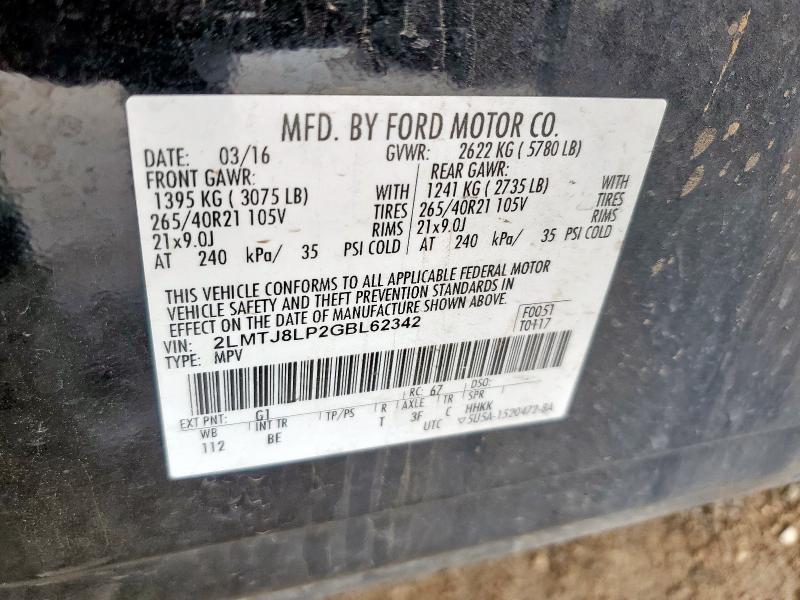 MFD. BY FORD MOTOR CO.
DATE: 03/16 GVWR: 2622 KG ( 5780 LB)
FRONT GAWR: REAR GAWR:
1395 KG ( 3075 LB) WITH 1241 KG ( 2735 LB) WITH
265/40R21 105V TIRES 265/40R21 105V TIRES
21x9.0J RIMS 21x9.0J RIMS
AT 240 kPa/ 35 PSI COLD AT 240 kPa/ 35 PSI COLD
THIS VEHICLE CONFORMS TO ALL APPLICABLE FEDERAL MOTOR
VEHICLE SAFETY AND THEFT PREVENTION STANDARDS IN
EFFECT ON THE DATE OF MANUFACTURE SHOWN ABOVE.
VIN: 2LMTJ8LP2GBL62342 F0051
TYPE: MPV T0117
EXT PNT: G1 RC: 67 DSO:
WB INT TR TP/PS R AXLE TR SPR
112 BE T 3F C HHKK
UTC ▽5U5A-1520472-BA